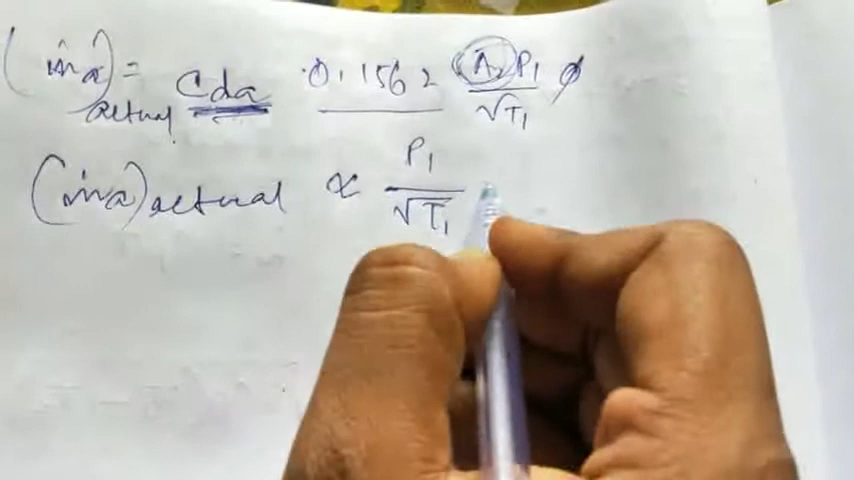 (ṁa)actual = Cda 0.1562 A₂P₁/√T₁ φ
(ṁa)actual ∝ P₁/√T₁